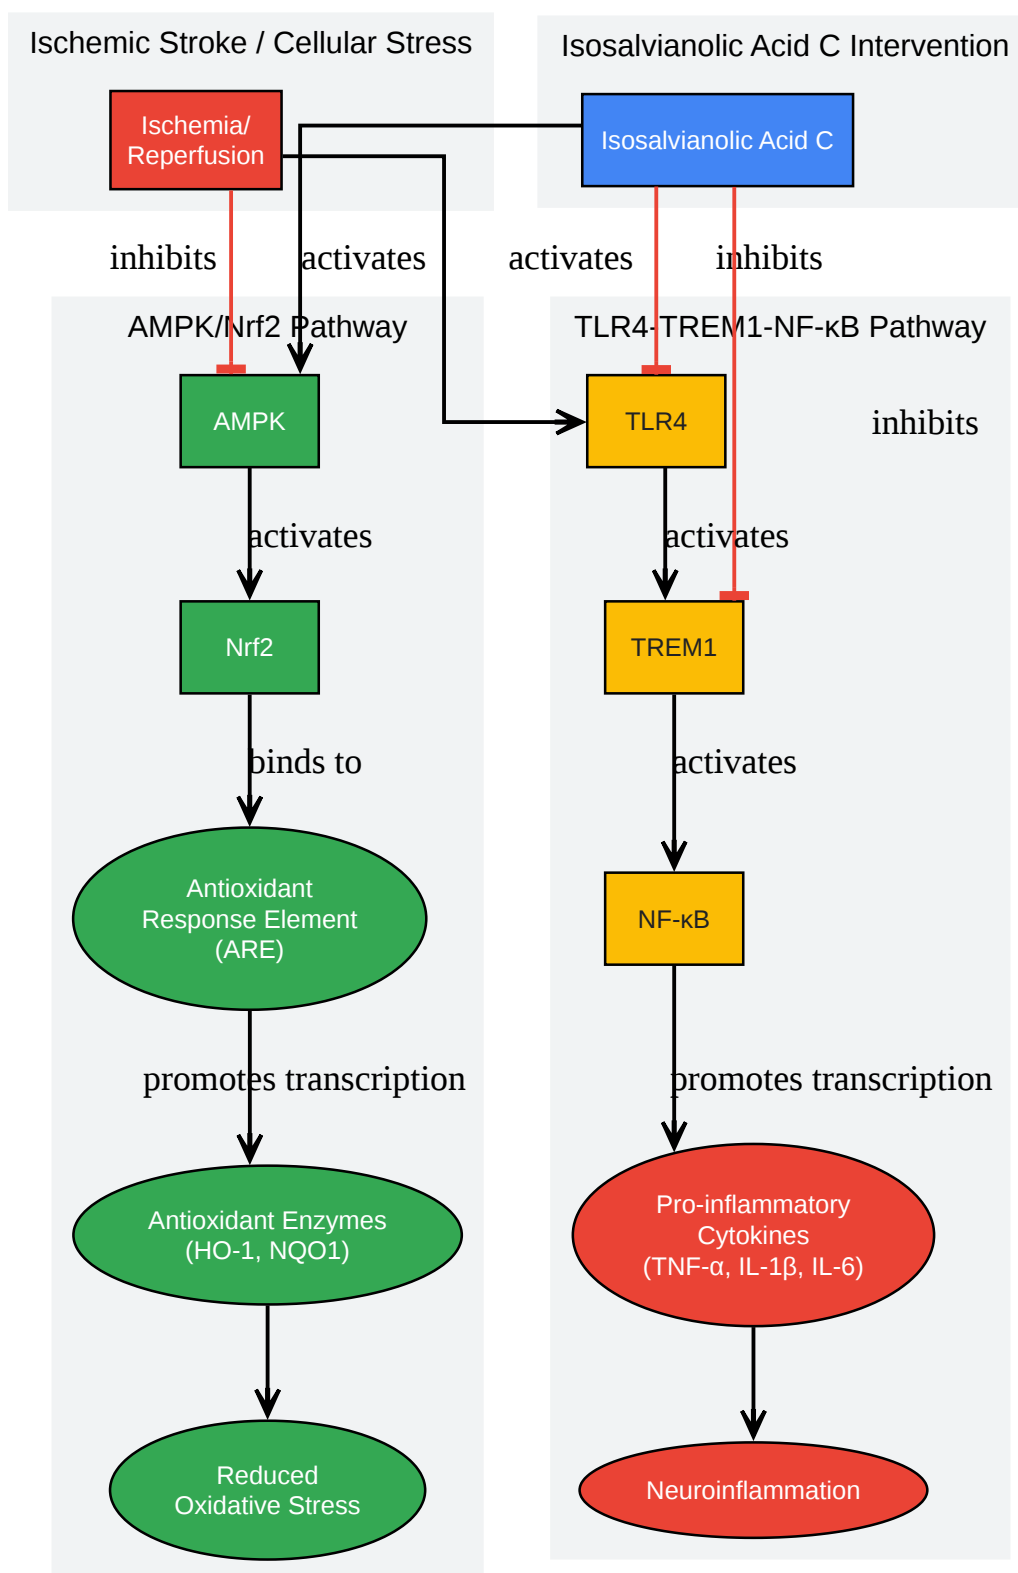 Ischemic Stroke / Cellular Stress
Isosalvianolic Acid C Intervention
Ischemia/
Reperfusion
Isosalvianolic Acid C
inhibits
activates
activates
inhibits
AMPK/Nrf2 Pathway
TLR4-TREM1-NF-κB Pathway
AMPK
TLR4
inhibits
activates
activates
Nrf2
TREM1
binds to
activates
Antioxidant
Response Element
(ARE)
NF-κB
promotes transcription
promotes transcription
Antioxidant Enzymes
(HO-1, NQO1)
Pro-inflammatory
Cytokines
(TNF-α, IL-1β, IL-6)
Reduced
Oxidative Stress
Neuroinflammation